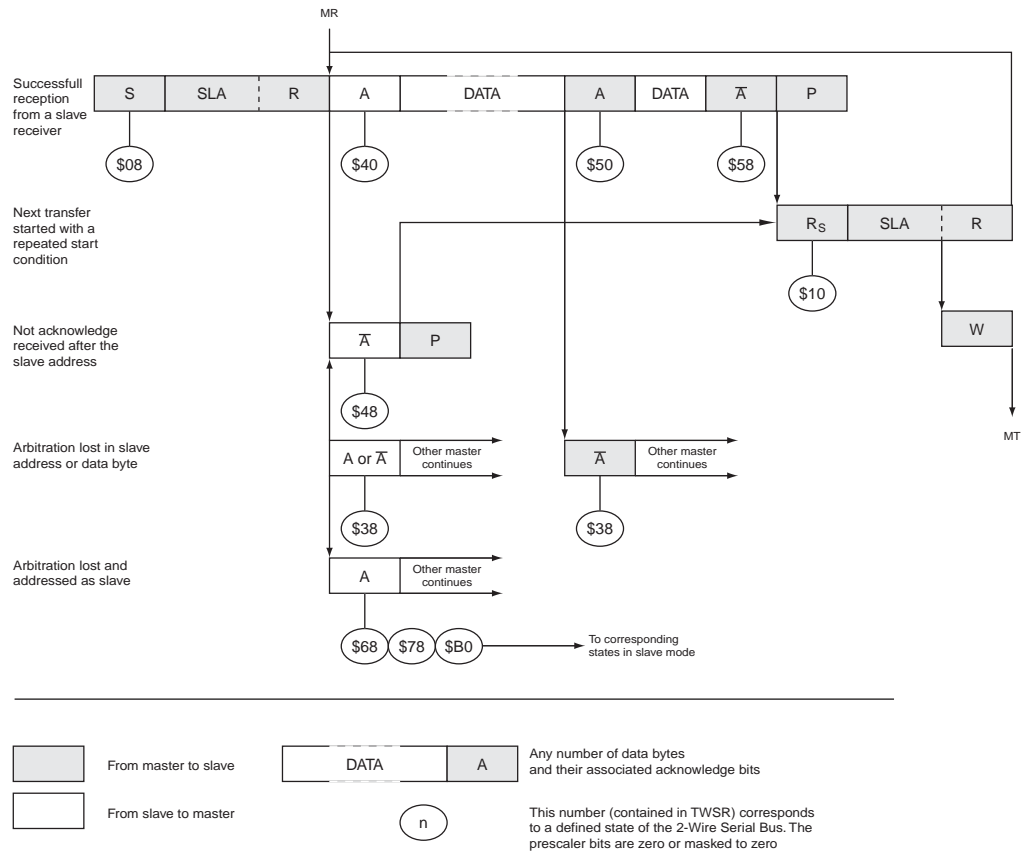 MR
Successfull
reception
from a slave
receiver
S SLA R A DATA A DATA A̅ P
$08 $40 $50 $58
Next transfer
started with a
repeated start
condition
RS SLA R
$10
Not acknowledge
received after the
slave address
A̅ P
W
$48
MT
Arbitration lost in slave
address or data byte
A or A̅ Other master
continues
A̅ Other master
continues
$38 $38
Arbitration lost and
addressed as slave
A Other master
continues
$68 $78 $B0 To corresponding
states in slave mode
From master to slave
DATA A Any number of data bytes
and their associated acknowledge bits
From slave to master
n This number (contained in TWSR) corresponds
to a defined state of the 2-Wire Serial Bus. The
prescaler bits are zero or masked to zero